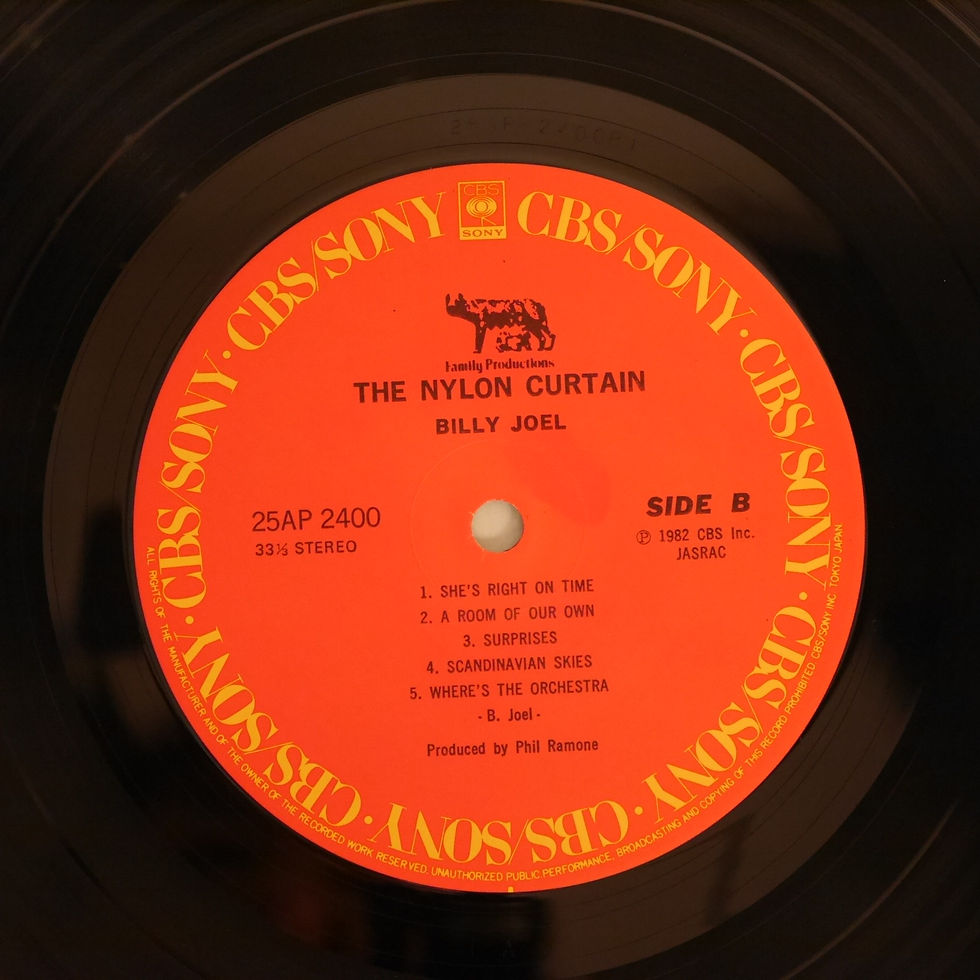 CBS
SONY
CBS/SONY · CBS/SONY · CBS/SONY · CBS/SONY · CBS/SONY · CBS/SONY · CBS/SONY · CBS/SONY
Family Productions
THE NYLON CURTAIN
BILLY JOEL
25AP 2400
33⅓ STEREO
SIDE B
℗ 1982 CBS Inc.
JASRAC
1. SHE'S RIGHT ON TIME
2. A ROOM OF OUR OWN
3. SURPRISES
4. SCANDINAVIAN SKIES
5. WHERE'S THE ORCHESTRA
- B. Joel -
Produced by Phil Ramone
ALL RIGHTS OF THE MANUFACTURER AND OF THE OWNER OF THE RECORDED WORK RESERVED. UNAUTHORIZED PUBLIC PERFORMANCE, BROADCASTING AND COPYING OF THIS RECORD PROHIBITED CBS/SONY INC. TOKYO JAPAN